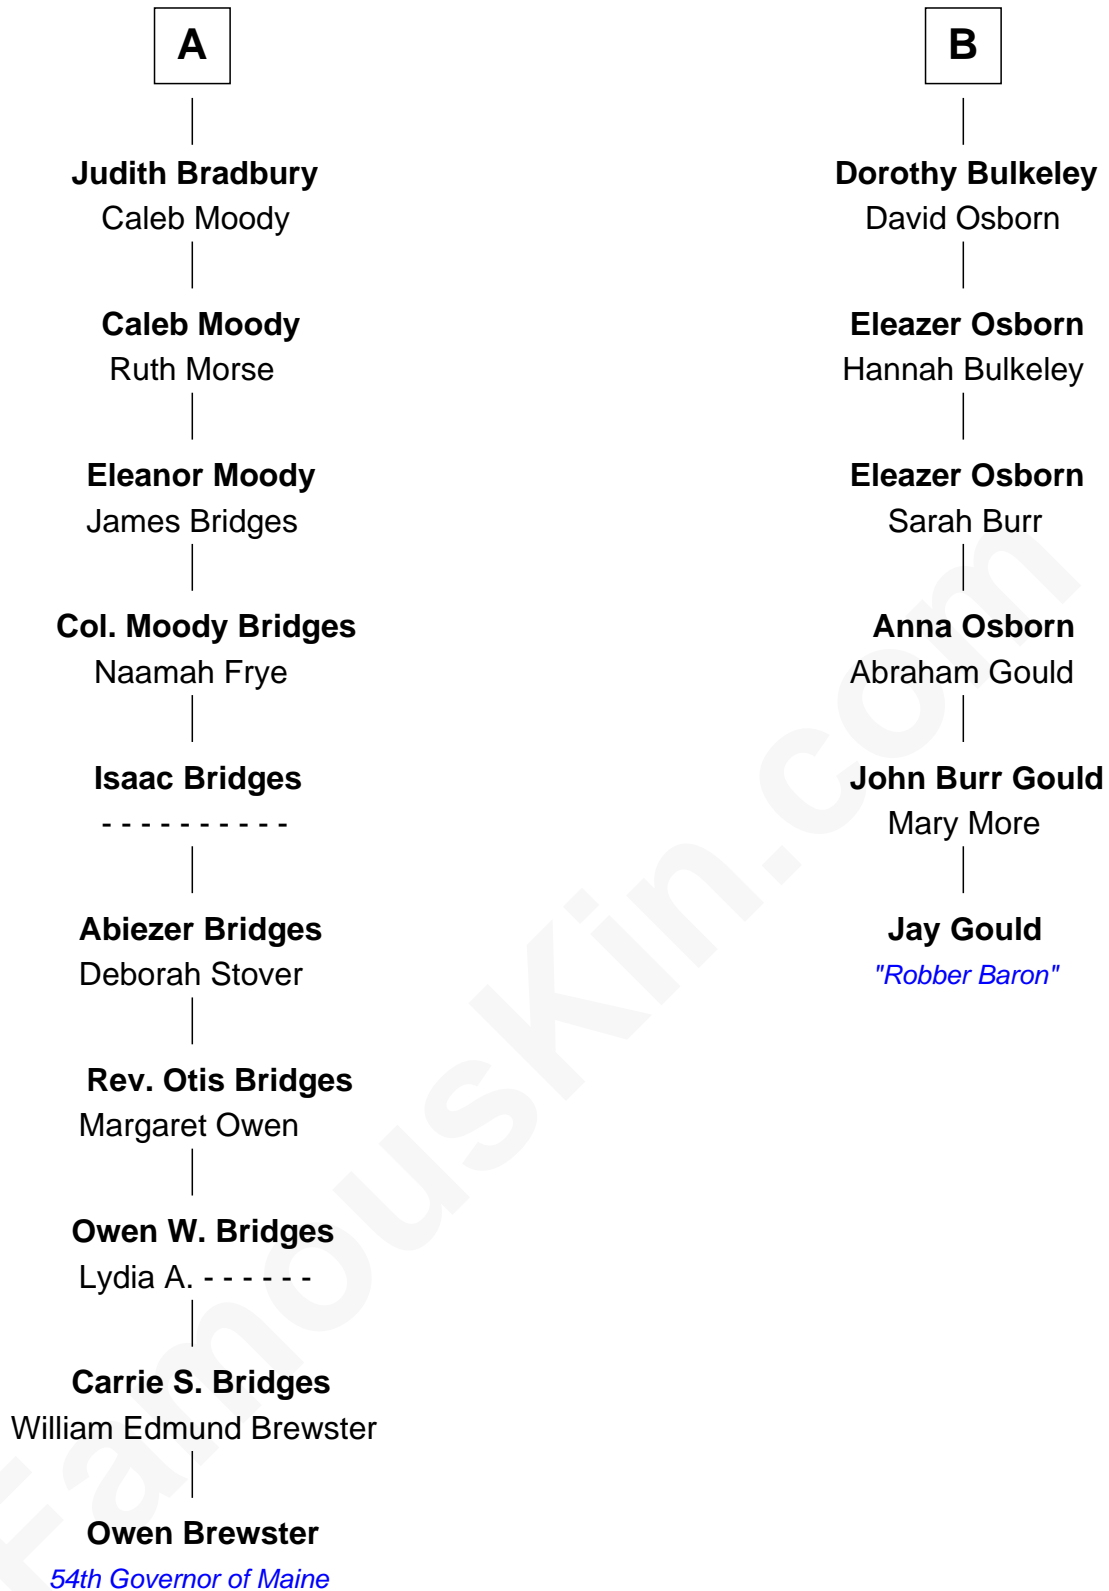 A
Judith Bradbury
Caleb Moody
Caleb Moody
Ruth Morse
Eleanor Moody
James Bridges
Col. Moody Bridges
Naamah Frye
Isaac Bridges
- - - - - - - - - -
Abiezer Bridges
Deborah Stover
Rev. Otis Bridges
Margaret Owen
Owen W. Bridges
Lydia A. - - - - - -
Carrie S. Bridges
William Edmund Brewster
Owen Brewster
54th Governor of Maine
B
Dorothy Bulkeley
David Osborn
Eleazer Osborn
Hannah Bulkeley
Eleazer Osborn
Sarah Burr
Anna Osborn
Abraham Gould
John Burr Gould
Mary More
Jay Gould
"Robber Baron"
FamousKin.com